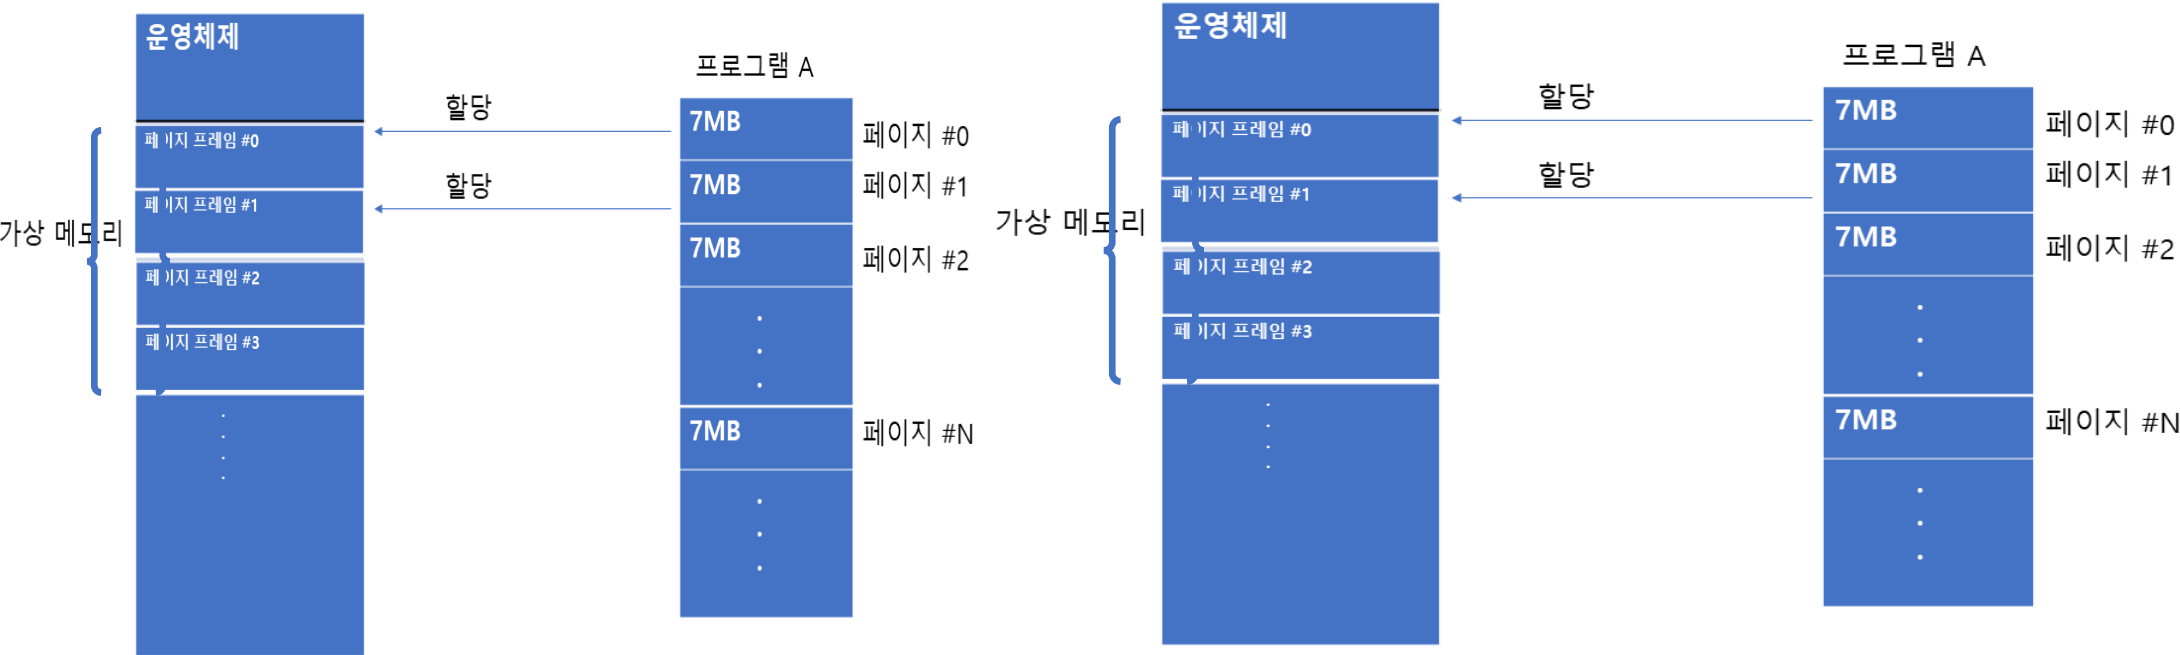 운영체제
프로그램 A
할당
7MB
페이지 #0
페이지 프레임 #0
할당
7MB
페이지 #1
페이지 프레임 #1
가상 메모리
7MB
페이지 #2
페이지 프레임 #2
페이지 프레임 #3
7MB
페이지 #N
운영체제
프로그램 A
할당
7MB
페이지 #0
페이지 프레임 #0
할당
7MB
페이지 #1
페이지 프레임 #1
가상 메모리
7MB
페이지 #2
페이지 프레임 #2
페이지 프레임 #3
7MB
페이지 #N